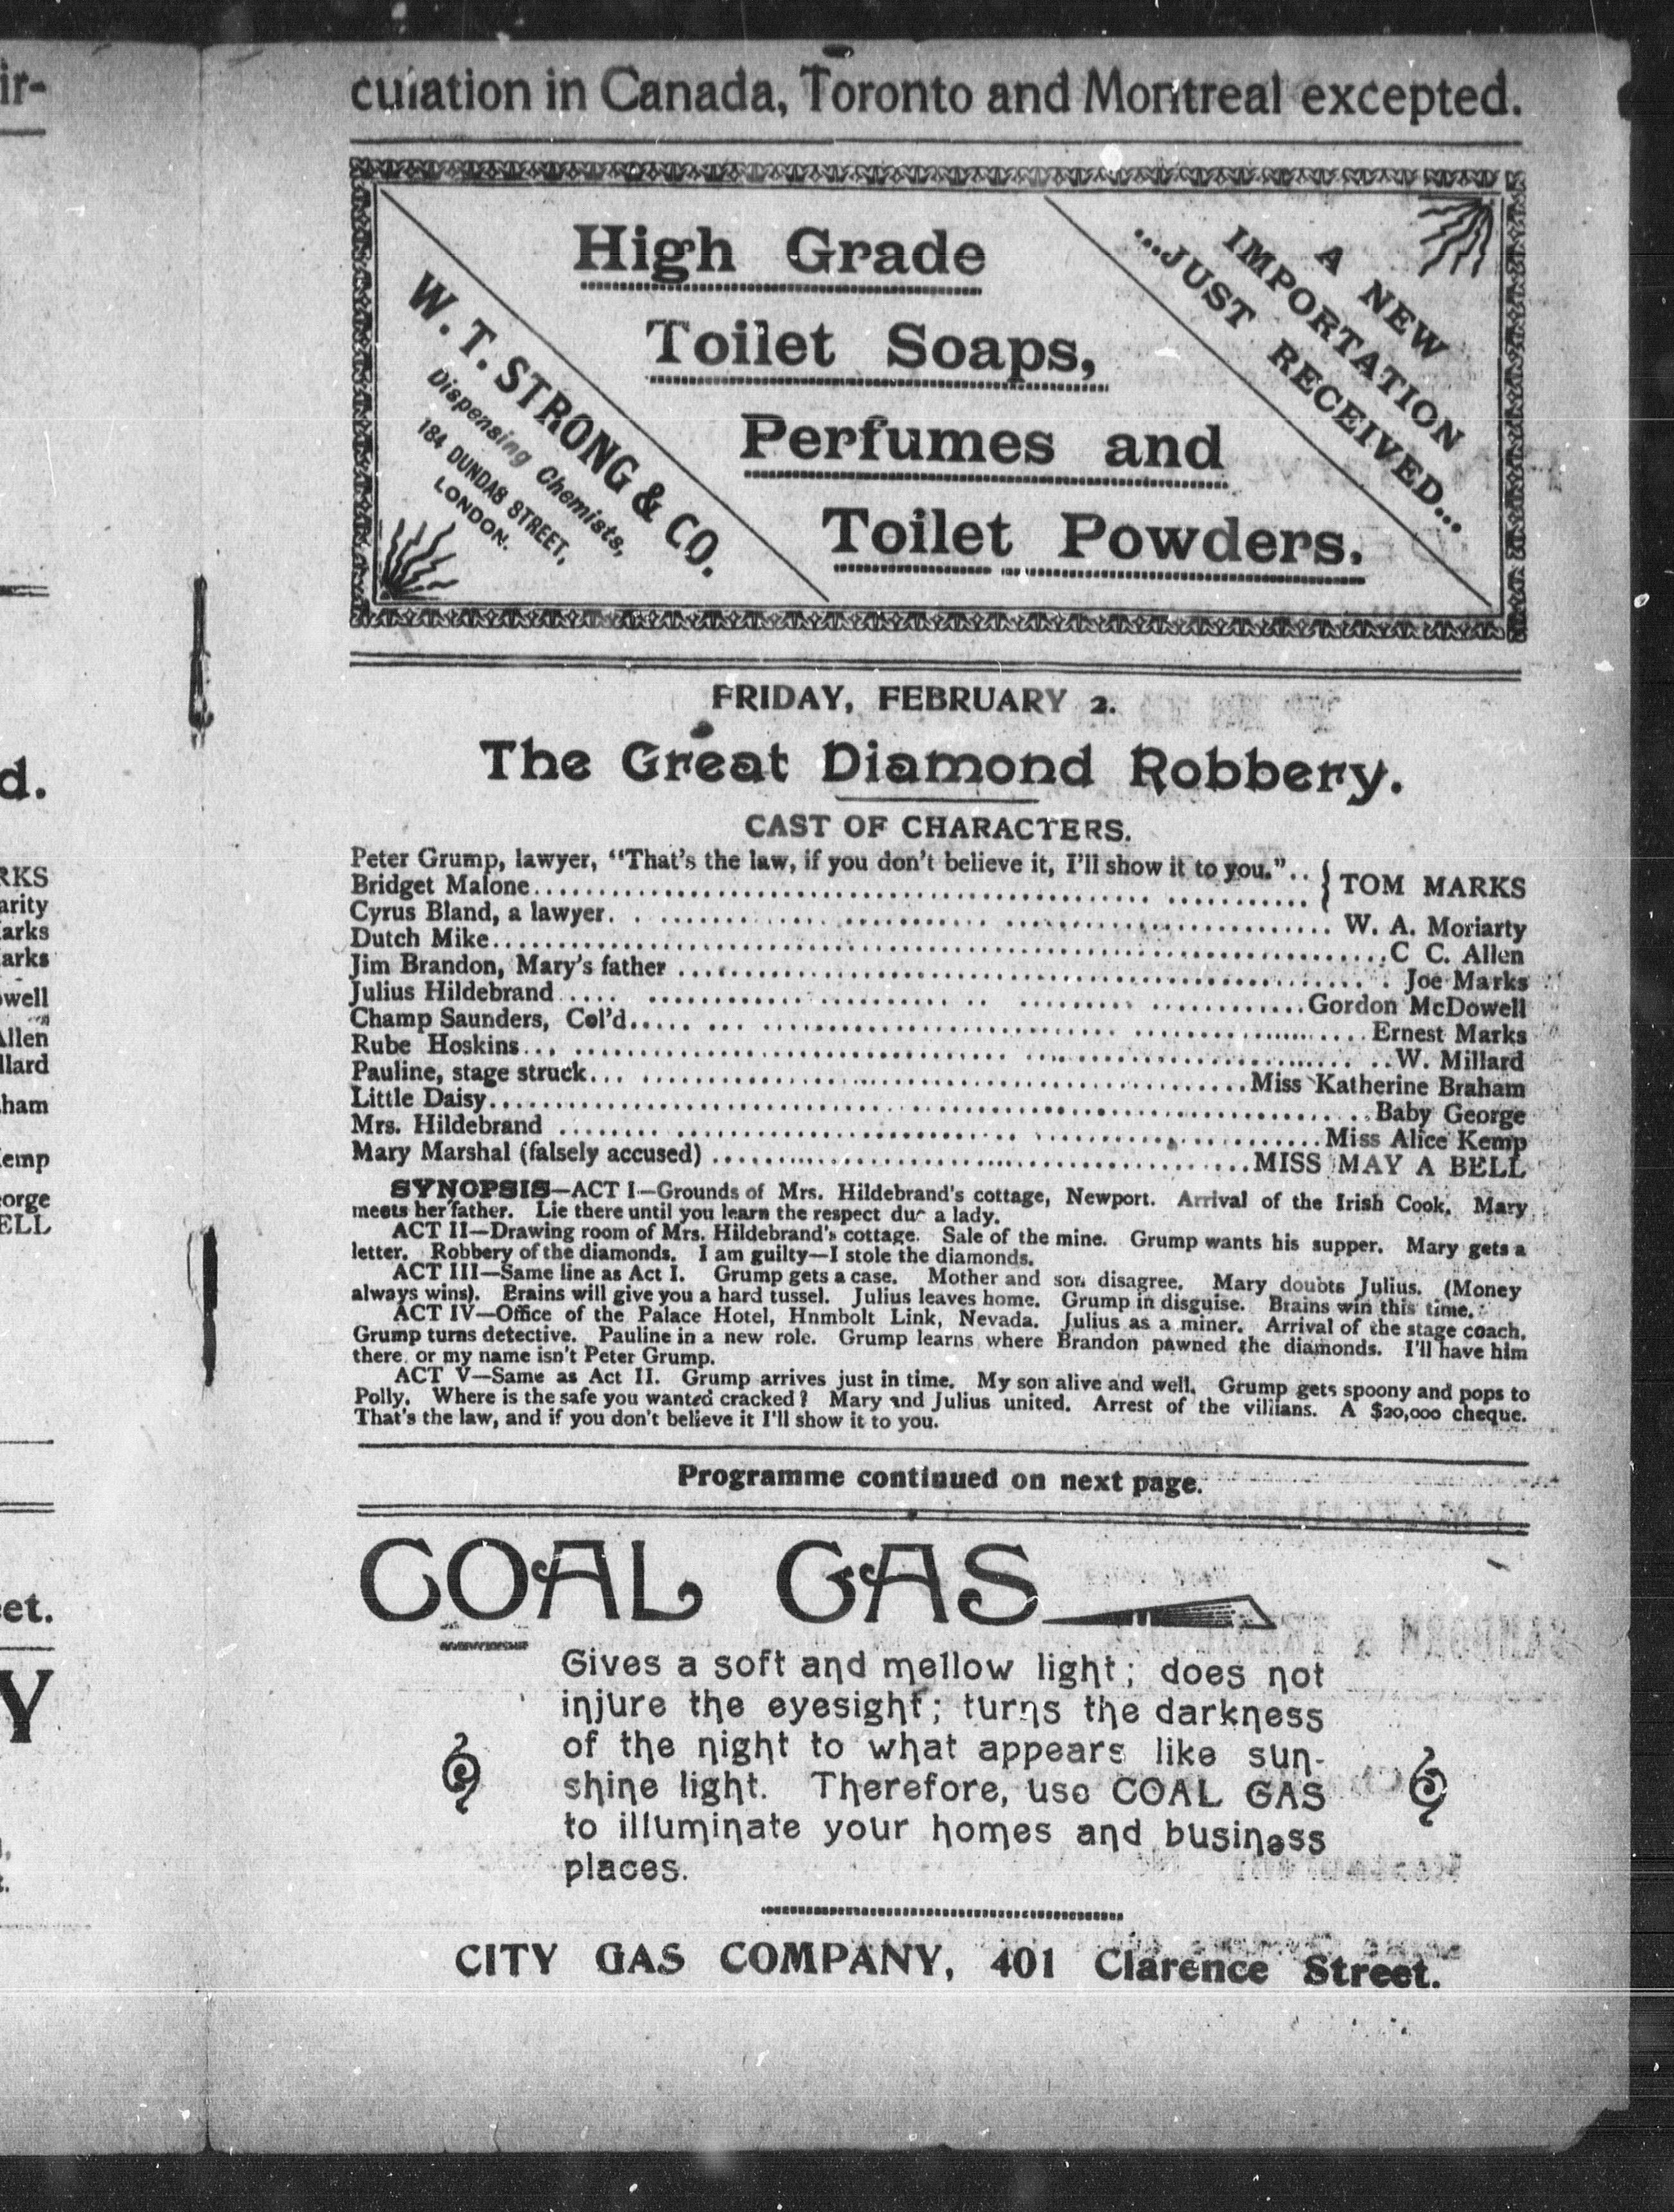 ir-
d.
RKS
arity
arks
arks
owell
Allen
llard
ham
emp
eorge
ELL
et.
Y
culation in Canada, Toronto and Montreal excepted.
High Grade
Toilet Soaps,
Perfumes and
Toilet Powders.
W. T. STRONG & CO.
Dispensing Chemists,
184 DUNDAS STREET,
LONDON.
A NEW
IMPORTATION
...JUST RECEIVED...
FRIDAY, FEBRUARY 2.
The Great Diamond Robbery.
CAST OF CHARACTERS.
Peter Grump, lawyer, "That's the law, if you don't believe it, I'll show it to you."..
Bridget Malone.......... } TOM MARKS
Cyrus Bland, a lawyer.......... W. A. Moriarty
Dutch Mike..........C C. Allen
Jim Brandon, Mary's father .......... Joe Marks
Julius Hildebrand..........Gordon McDowell
Champ Saunders, Col'd..........Ernest Marks
Rube Hoskins..........W. Millard
Pauline, stage struck..........Miss Katherine Braham
Little Daisy..........Baby George
Mrs. Hildebrand ..........Miss Alice Kemp
Mary Marshal (falsely accused) ..........MISS MAY A BELL
SYNOPSIS—ACT I—Grounds of Mrs. Hildebrand's cottage, Newport. Arrival of the Irish Cook. Mary
meets her father. Lie there until you learn the respect due a lady.
ACT II—Drawing room of Mrs. Hildebrand's cottage. Sale of the mine. Grump wants his supper. Mary gets a
letter. Robbery of the diamonds. I am guilty—I stole the diamonds.
ACT III—Same line as Act I. Grump gets a case. Mother and son disagree. Mary doubts Julius. (Money
always wins). Brains will give you a hard tussel. Julius leaves home. Grump in disguise. Brains win this time.
ACT IV—Office of the Palace Hotel, Hnmbolt Link, Nevada. Julius as a miner. Arrival of the stage coach.
Grump turns detective. Pauline in a new role. Grump learns where Brandon pawned the diamonds. I'll have him
there, or my name isn't Peter Grump.
ACT V—Same as Act II. Grump arrives just in time. My son alive and well. Grump gets spoony and pops to
Polly. Where is the safe you wanted cracked? Mary and Julius united. Arrest of the villians. A $20,000 cheque.
That's the law, and if you don't believe it I'll show it to you.
Programme continued on next page.
COAL GAS
Gives a soft and mellow light; does not
injure the eyesight; turns the darkness
of the night to what appears like sun-
shine light. Therefore, use COAL GAS
to illuminate your homes and business
places.
CITY GAS COMPANY, 401 Clarence Street.